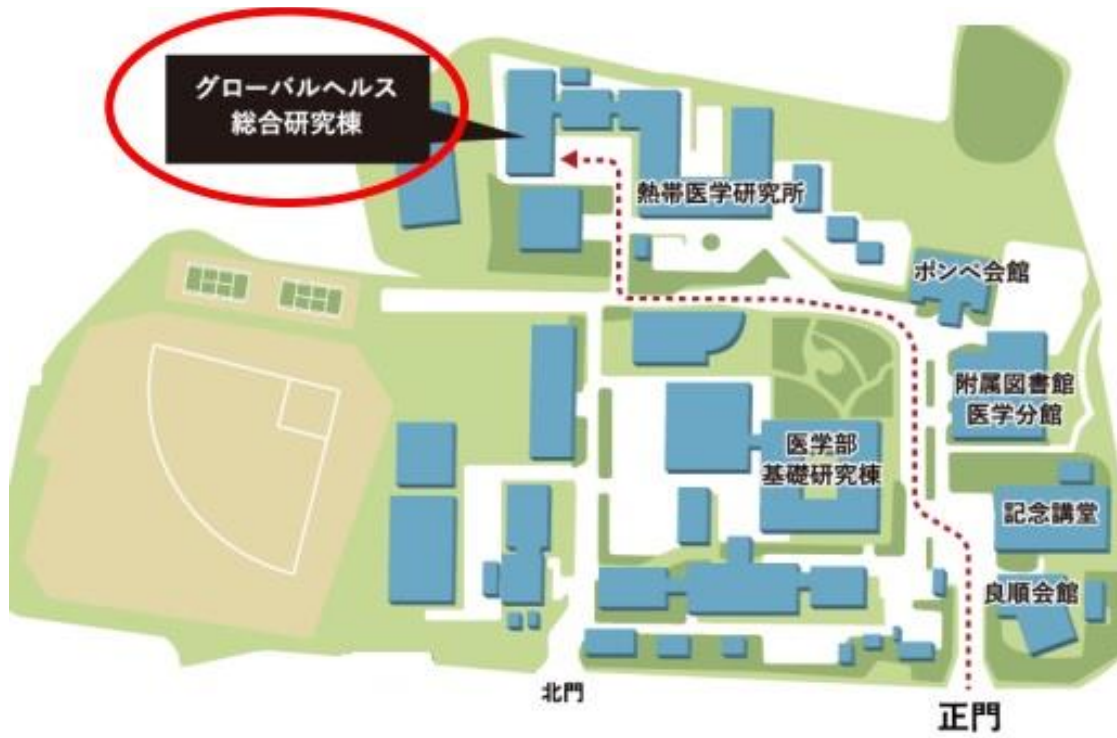 グローバルヘルス
総合研究棟
熱帯医学研究所
ポンペ会館
附属図書館
医学分館
医学部
基礎研究棟
記念講堂
良順会館
北門
正門